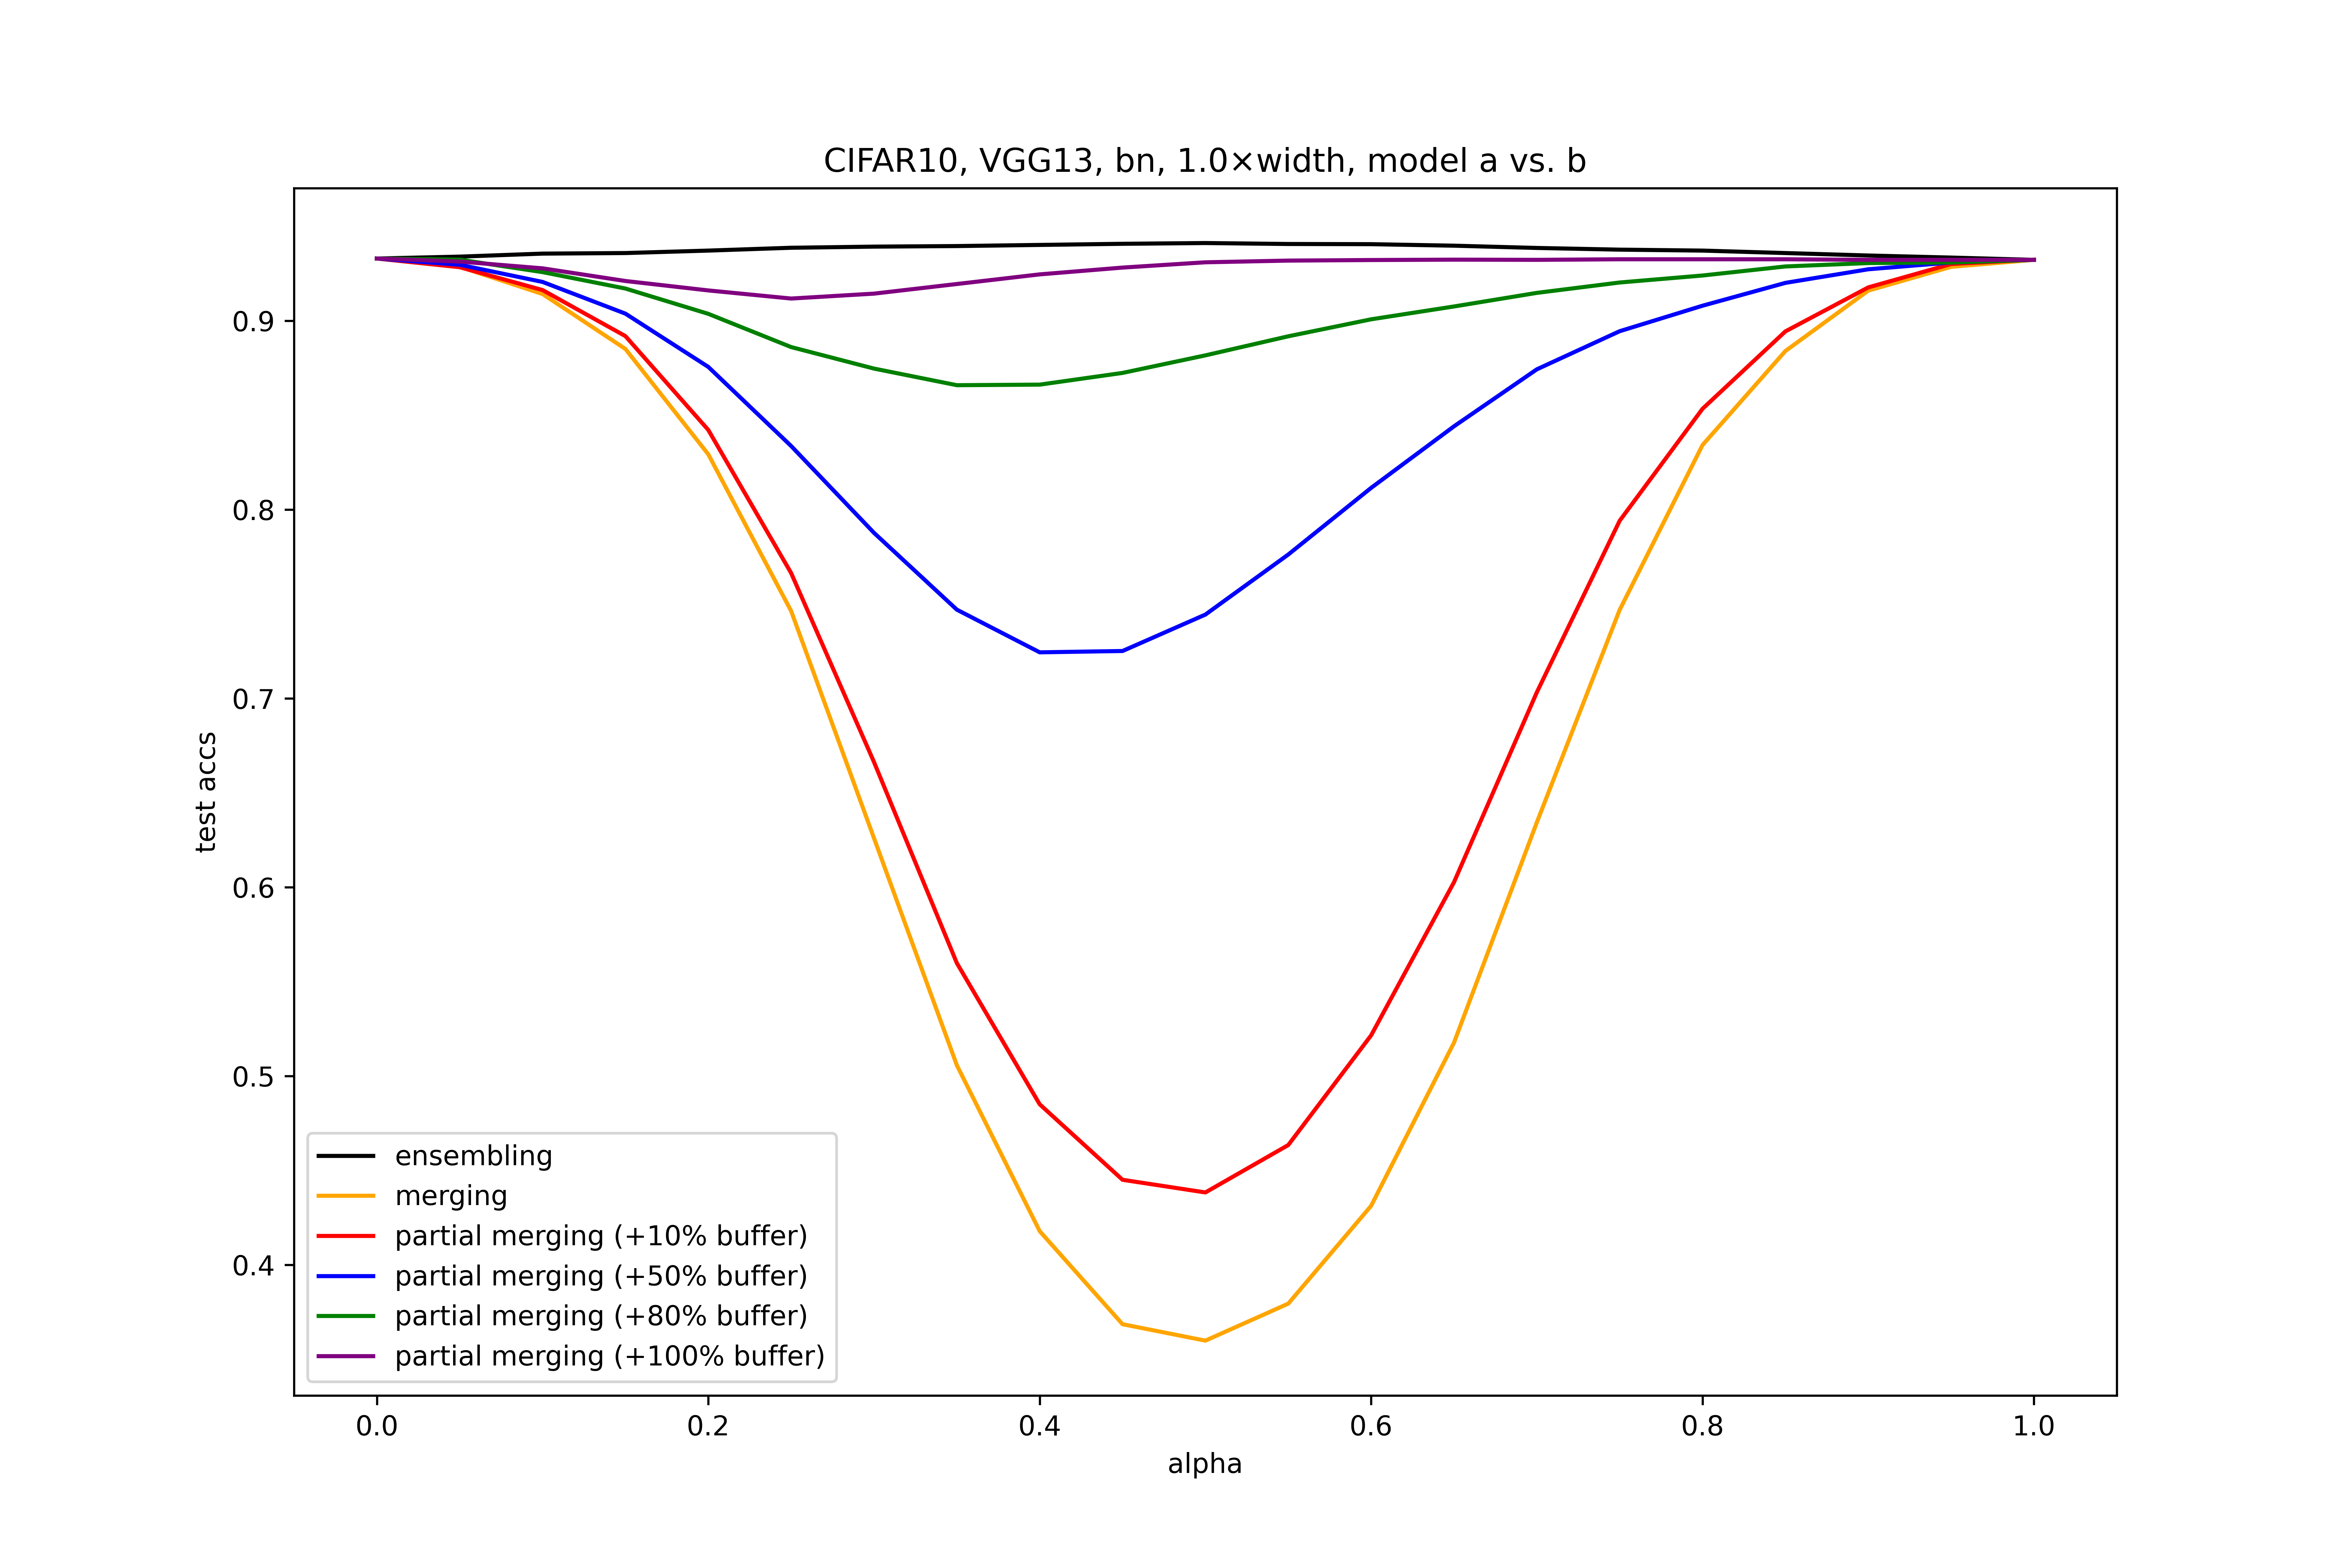 CIFAR10, VGG13, bn, 1.0×width, model a vs. b
test accs
0.9
0.8
0.7
0.6
0.5
0.4
ensembling
merging
partial merging (+10% buffer)
partial merging (+50% buffer)
partial merging (+80% buffer)
partial merging (+100% buffer)
0.0 0.2 0.4 0.6 0.8 1.0
alpha